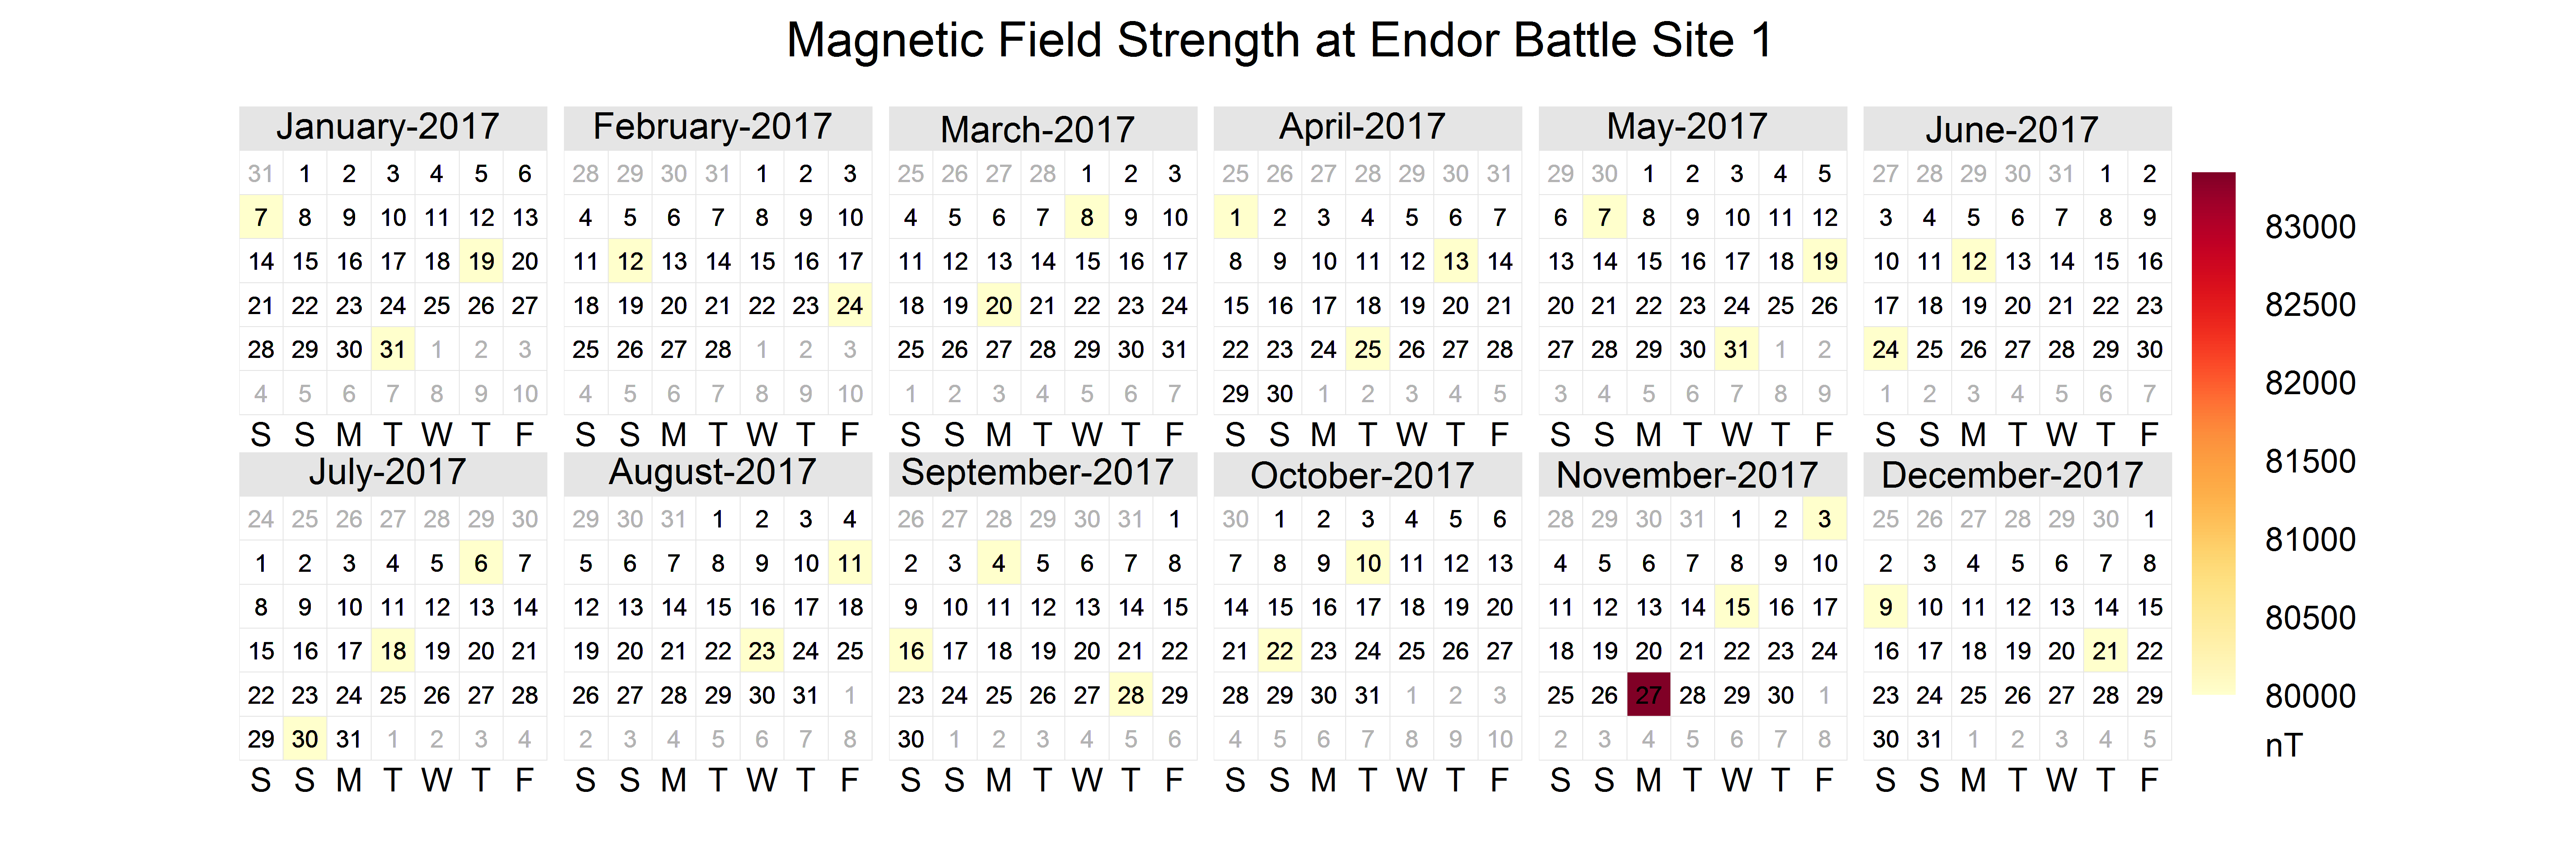 Magnetic Field Strength at Endor Battle Site 1
January-2017 February-2017 March-2017 April-2017 May-2017 June-2017
31 1 2 3 4 5 6 28 29 30 31 1 2 3 25 26 27 28 1 2 3 25 26 27 28 29 30 31 29 30 1 2 3 4 5 27 28 29 30 31 1 2
7 8 9 10 11 12 13 4 5 6 7 8 9 10 4 5 6 7 8 9 10 1 2 3 4 5 6 7 6 7 8 9 10 11 12 3 4 5 6 7 8 9
83000
14 15 16 17 18 19 20 11 12 13 14 15 16 17 11 12 13 14 15 16 17 8 9 10 11 12 13 14 13 14 15 16 17 18 19 10 11 12 13 14 15 16
21 22 23 24 25 26 27 18 19 20 21 22 23 24 18 19 20 21 22 23 24 15 16 17 18 19 20 21 20 21 22 23 24 25 26 17 18 19 20 21 22 23
82500
28 29 30 31 1 2 3 25 26 27 28 1 2 3 25 26 27 28 29 30 31 22 23 24 25 26 27 28 27 28 29 30 31 1 2 24 25 26 27 28 29 30
82000
4 5 6 7 8 9 10 4 5 6 7 8 9 10 1 2 3 4 5 6 7 29 30 1 2 3 4 5 3 4 5 6 7 8 9 1 2 3 4 5 6 7
S S M T W T F S S M T W T F S S M T W T F S S M T W T F S S M T W T F S S M T W T F
81500
July-2017 August-2017 September-2017 October-2017 November-2017 December-2017
24 25 26 27 28 29 30 29 30 31 1 2 3 4 26 27 28 29 30 31 1 30 1 2 3 4 5 6 28 29 30 31 1 2 3 25 26 27 28 29 30 1
81000
1 2 3 4 5 6 7 5 6 7 8 9 10 11 2 3 4 5 6 7 8 7 8 9 10 11 12 13 4 5 6 7 8 9 10 2 3 4 5 6 7 8
8 9 10 11 12 13 14 12 13 14 15 16 17 18 9 10 11 12 13 14 15 14 15 16 17 18 19 20 11 12 13 14 15 16 17 9 10 11 12 13 14 15
80500
15 16 17 18 19 20 21 19 20 21 22 23 24 25 16 17 18 19 20 21 22 21 22 23 24 25 26 27 18 19 20 21 22 23 24 16 17 18 19 20 21 22
22 23 24 25 26 27 28 26 27 28 29 30 31 1 23 24 25 26 27 28 29 28 29 30 31 1 2 3 25 26 27 28 29 30 1 23 24 25 26 27 28 29
80000
29 30 31 1 2 3 4 2 3 4 5 6 7 8 30 1 2 3 4 5 6 4 5 6 7 8 9 10 2 3 4 5 6 7 8 30 31 1 2 3 4 5
nT
S S M T W T F S S M T W T F S S M T W T F S S M T W T F S S M T W T F S S M T W T F